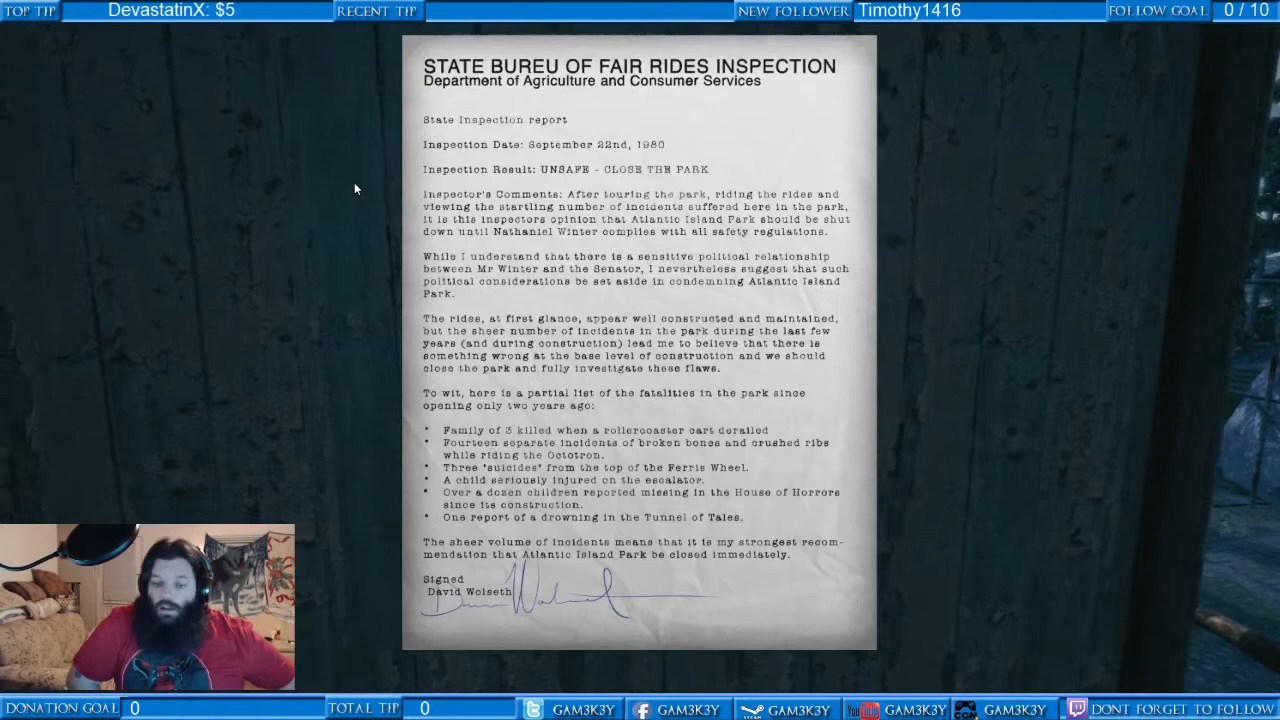 TOP TIP DevastatinX: $5 RECENT TIP NEW FOLLOWER Timothy1416 FOLLOW GOAL 0 / 10
STATE BUREU OF FAIR RIDES INSPECTION
Department of Agriculture and Consumer Services
State Inspection report
Inspection Date: September 22nd, 1980
Inspection Result: UNSAFE - CLOSE THE PARK
Inspector's Comments: After touring the park, riding the rides and
viewing the startling number of incidents suffered here in the park,
it is this inspectors opinion that Atlantic Island Park should be shut
down until Nathaniel Winter complies with all safety regulations.
While I understand that there is a sensitive political relationship
between Mr Winter and the Senator, I nevertheless suggest that such
political considerations be set aside in condemning Atlantic Island
Park.
The rides, at first glance, appear well constructed and maintained,
but the sheer number of incidents in the park during the last few
years (and during construction) lead me to believe that there is
something wrong at the base level of construction and we should
close the park and fully investigate these flaws.
To wit, here is a partial list of the fatalities in the park since
opening only two years ago:
* Family of 3 killed when a rollercoaster cart derailed
* Fourteen separate incidents of broken bones and crushed ribs
while riding the Octotron.
* Three 'suicides' from the top of the Ferris Wheel.
* A child seriously injured on the escalator.
* Over a dozen children reported missing in the House of Horrors
since its construction.
* One report of a drowning in the Tunnel of Tales.
The sheer volume of incidents means that it is my strongest recom-
mendation that Atlantic Island Park be closed immediately.
Signed
David Wolseth
DONATION GOAL 0 TOTAL TIP 0 GAM3K3Y GAM3K3Y STEAM GAM3K3Y YouTube GAM3K3Y .COM GAM3K3Y DONT FORGET TO FOLLOW